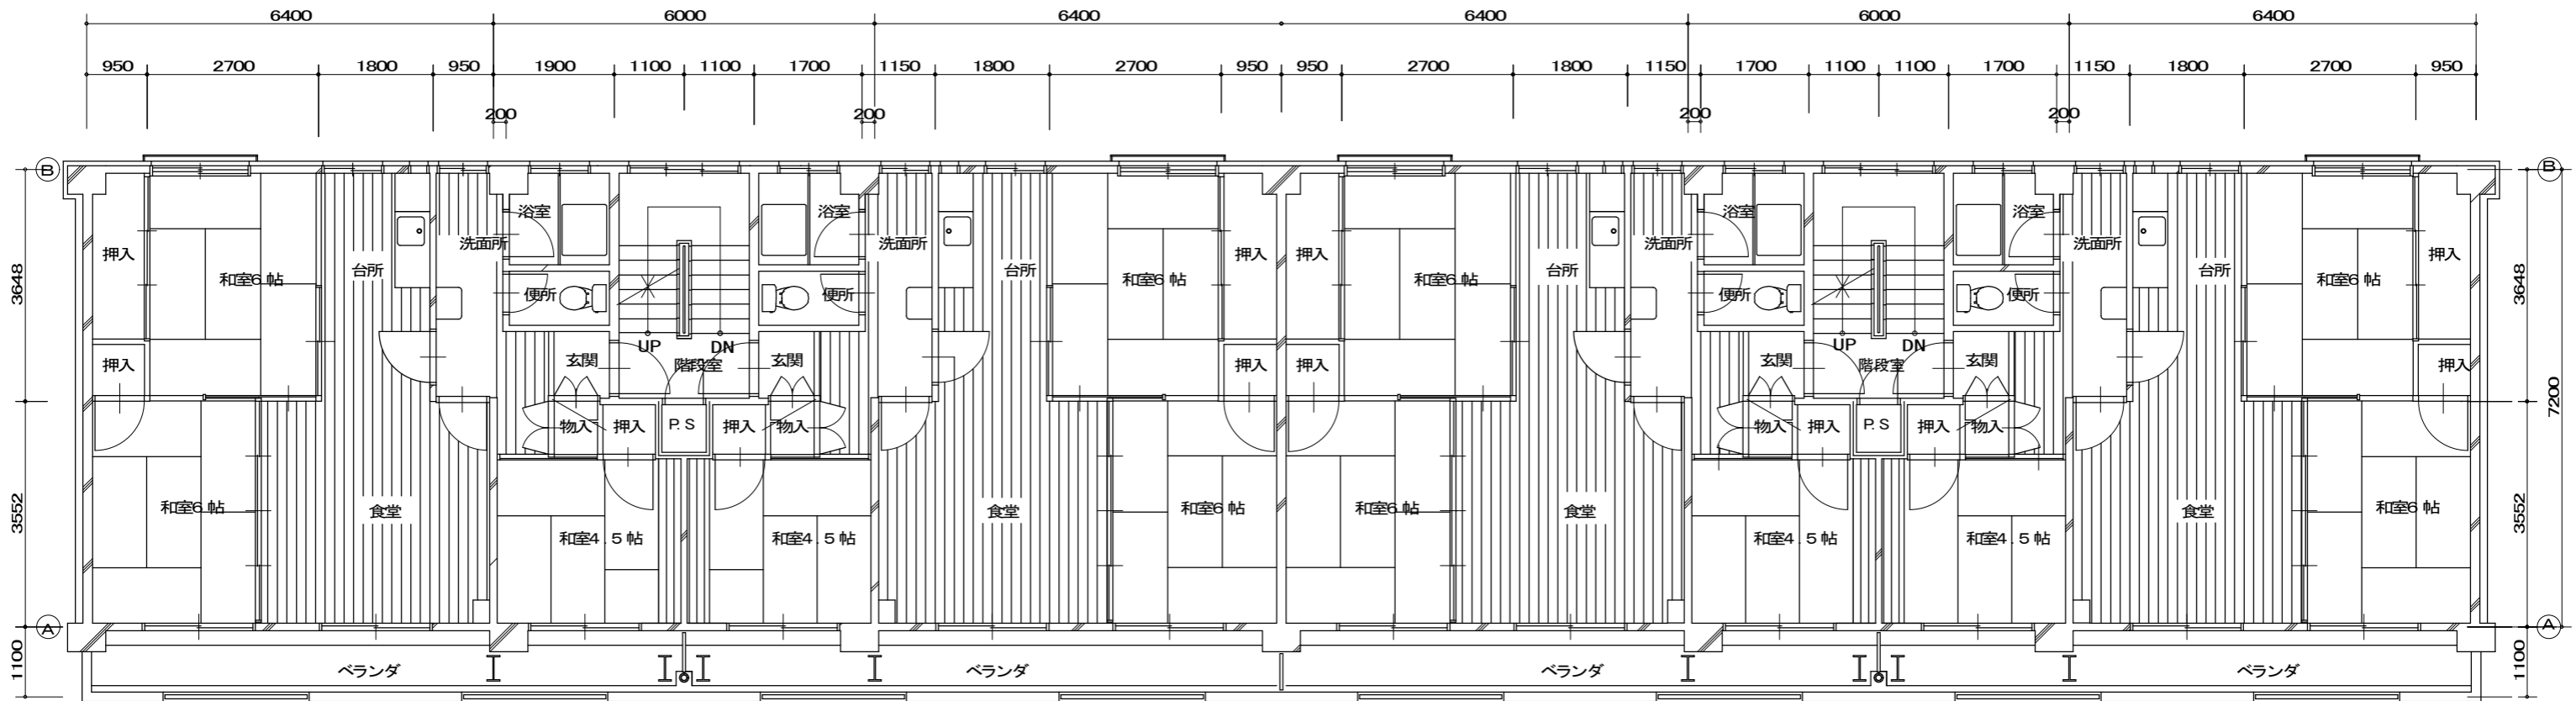 6400 6000 6400 6400 6000 6400
950 2700 1800 950 1900 1100 1100 1700 1150 1800 2700 950 950 2700 1800 1150 1700 1100 1100 1700 1150 1800 2700 950
200 200 200 200
B B
浴室 浴室 浴室 浴室
洗面所 洗面所 洗面所 洗面所
押入 押入 押入 押入
3648 和室6帖 台所 台所 和室6帖 和室6帖 台所 台所 和室6帖 3648
便所 便所 便所 便所
UP DN UP DN
押入 玄関 階段室 玄関 押入 押入 玄関 階段室 玄関 押入
7200
物入 押入 P.S 押入 物入 物入 押入 P.S 押入 物入
3552 和室6帖 食堂 食堂 和室6帖 和室6帖 食堂 食堂 和室6帖 3552
和室4.5帖 和室4.5帖 和室4.5帖 和室4.5帖
A A
1100 ベランダ ベランダ ベランダ ベランダ 1100